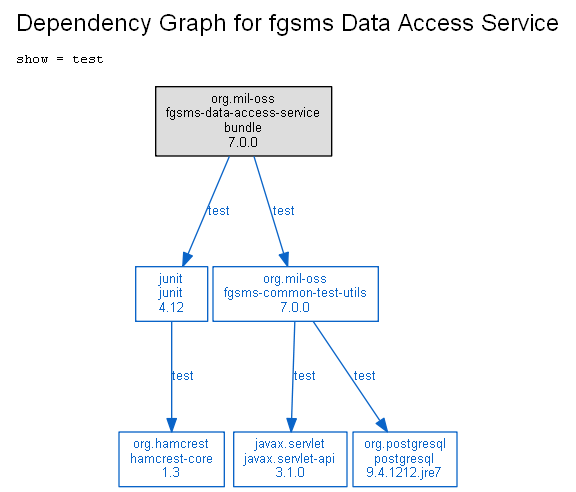 Dependency Graph for fgsms Data Access Service
show = test
org.mil-oss
fgsms-data-access-service
bundle
7.0.0
test
test
junit
junit
4.12
org.mil-oss
fgsms-common-test-utils
7.0.0
test
test
test
org.hamcrest
hamcrest-core
1.3
javax.servlet
javax.servlet-api
3.1.0
org.postgresql
postgresql
9.4.1212.jre7